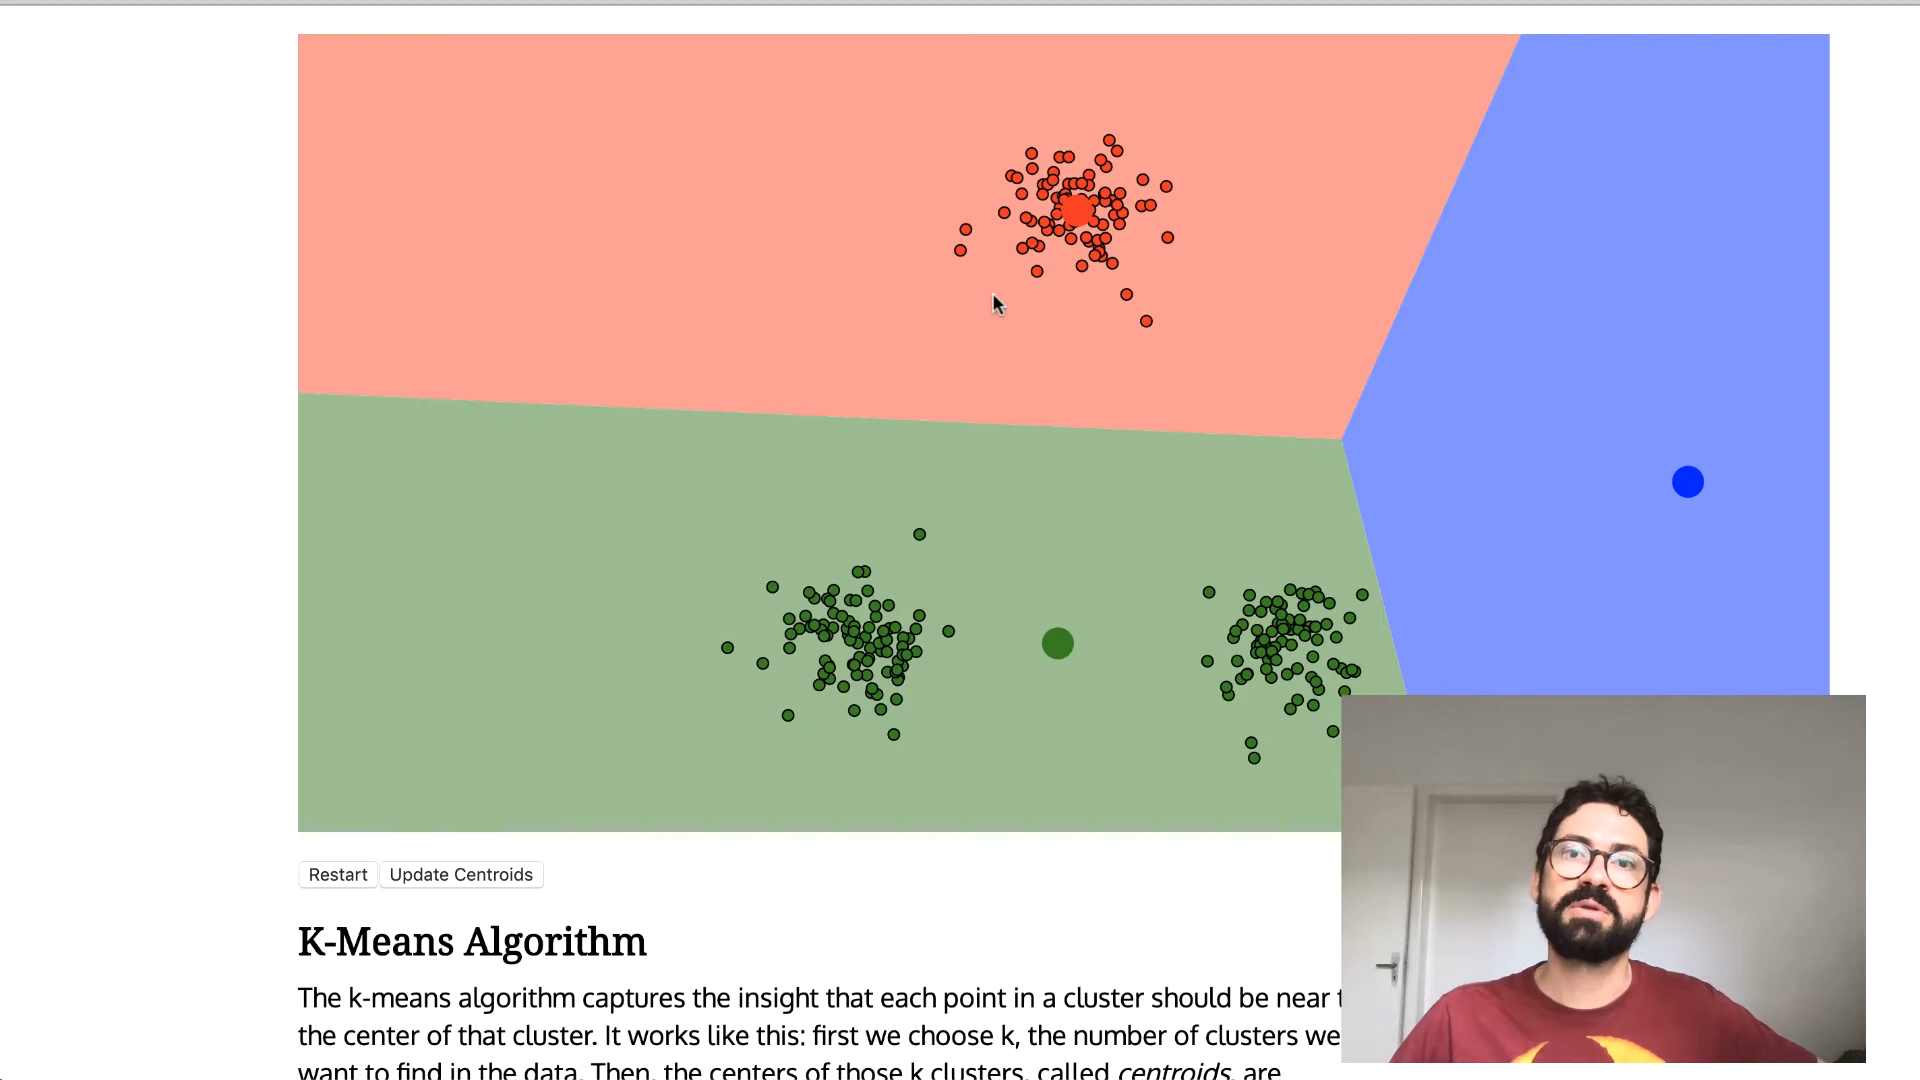 Restart
Update Centroids
K-Means Algorithm
The k-means algorithm captures the insight that each point in a cluster should be near
the center of that cluster. It works like this: first we choose k, the number of clusters we
want to find in the data. Then, the centers of those k clusters, called centroids, are